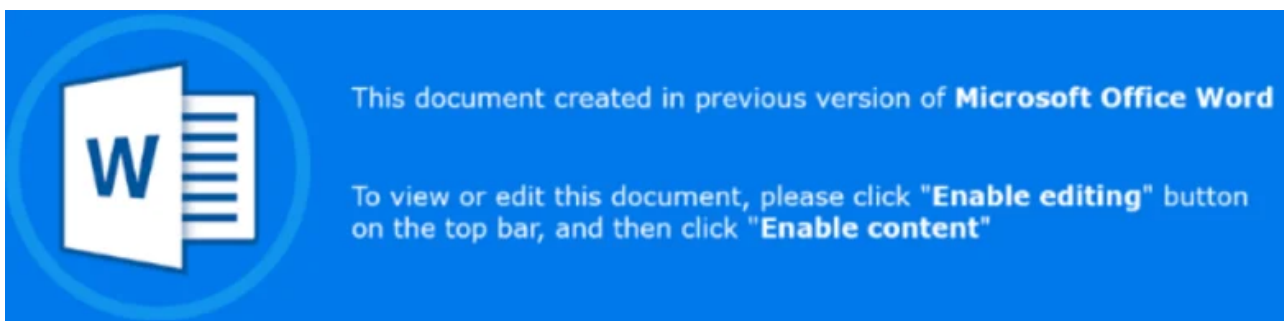 W
This document created in previous version of Microsoft Office Word
To view or edit this document, please click "Enable editing" button
on the top bar, and then click "Enable content"